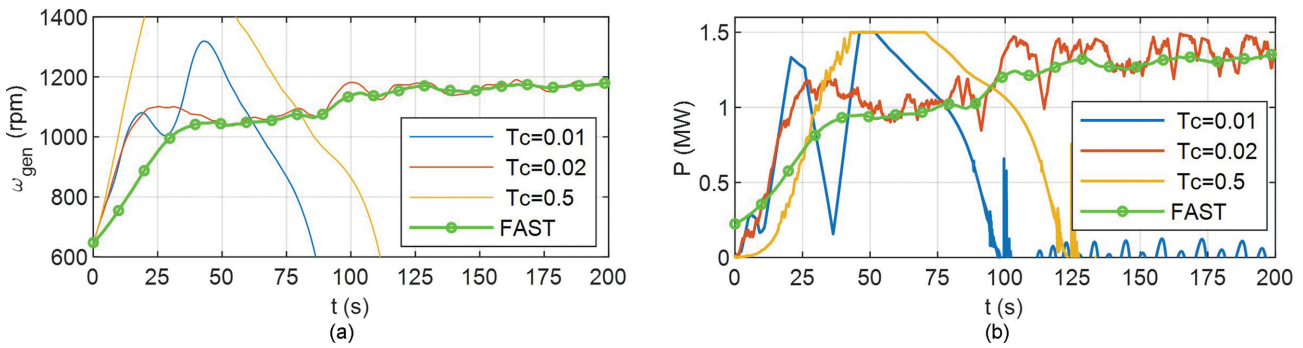 1400
1200
1000
800
600
ω_gen (rpm)
0 25 50 75 100 125 150 175 200
t (s)
Tc=0.01
Tc=0.02
Tc=0.5
FAST
(a)
1.5
1
0.5
0
P (MW)
0 25 50 75 100 125 150 175 200
t (s)
Tc=0.01
Tc=0.02
Tc=0.5
FAST
(b)